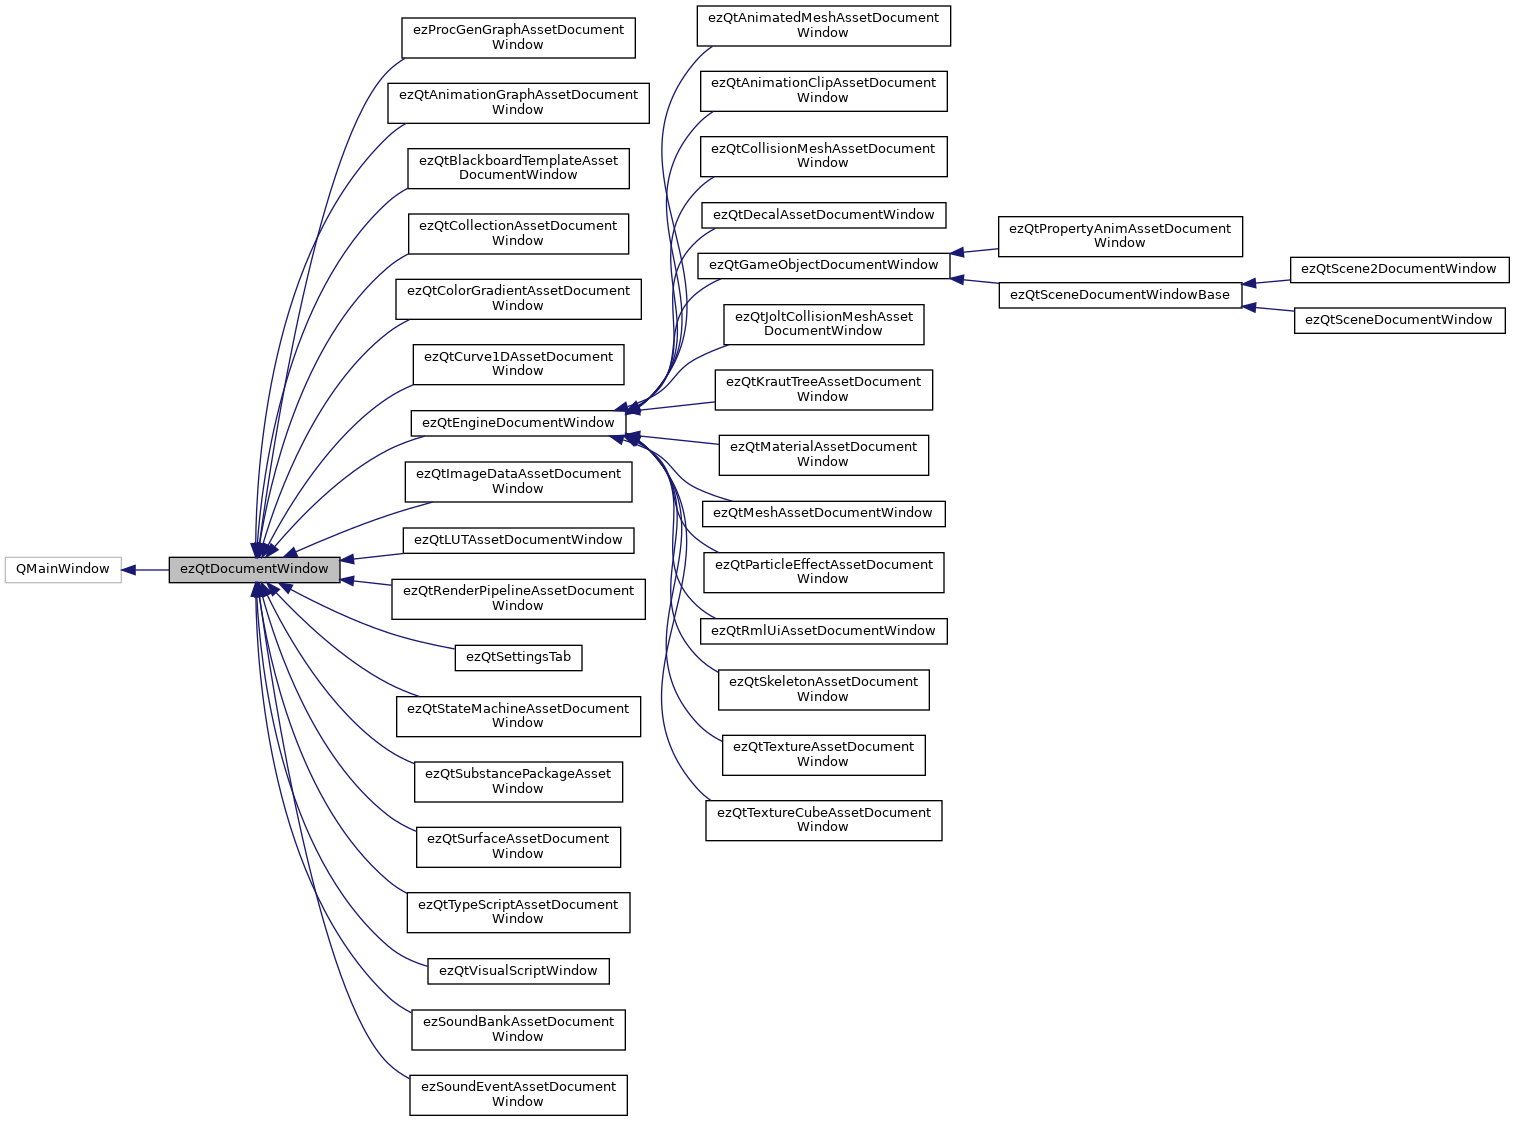 QMainWindow
ezQtDocumentWindow
ezProcGenGraphAssetDocument
Window
ezQtAnimationGraphAssetDocument
Window
ezQtBlackboardTemplateAsset
DocumentWindow
ezQtCollectionAssetDocument
Window
ezQtColorGradientAssetDocument
Window
ezQtCurve1DAssetDocument
Window
ezQtEngineDocumentWindow
ezQtImageDataAssetDocument
Window
ezQtLUTAssetDocumentWindow
ezQtRenderPipelineAssetDocument
Window
ezQtSettingsTab
ezQtStateMachineAssetDocument
Window
ezQtSubstancePackageAsset
Window
ezQtSurfaceAssetDocument
Window
ezQtTypeScriptAssetDocument
Window
ezQtVisualScriptWindow
ezSoundBankAssetDocument
Window
ezSoundEventAssetDocument
Window
ezQtAnimatedMeshAssetDocument
Window
ezQtAnimationClipAssetDocument
Window
ezQtCollisionMeshAssetDocument
Window
ezQtDecalAssetDocumentWindow
ezQtGameObjectDocumentWindow
ezQtJoltCollisionMeshAsset
DocumentWindow
ezQtKrautTreeAssetDocument
Window
ezQtMaterialAssetDocument
Window
ezQtMeshAssetDocumentWindow
ezQtParticleEffectAssetDocument
Window
ezQtRmlUiAssetDocumentWindow
ezQtSkeletonAssetDocument
Window
ezQtTextureAssetDocument
Window
ezQtTextureCubeAssetDocument
Window
ezQtPropertyAnimAssetDocument
Window
ezQtSceneDocumentWindowBase
ezQtScene2DocumentWindow
ezQtSceneDocumentWindow